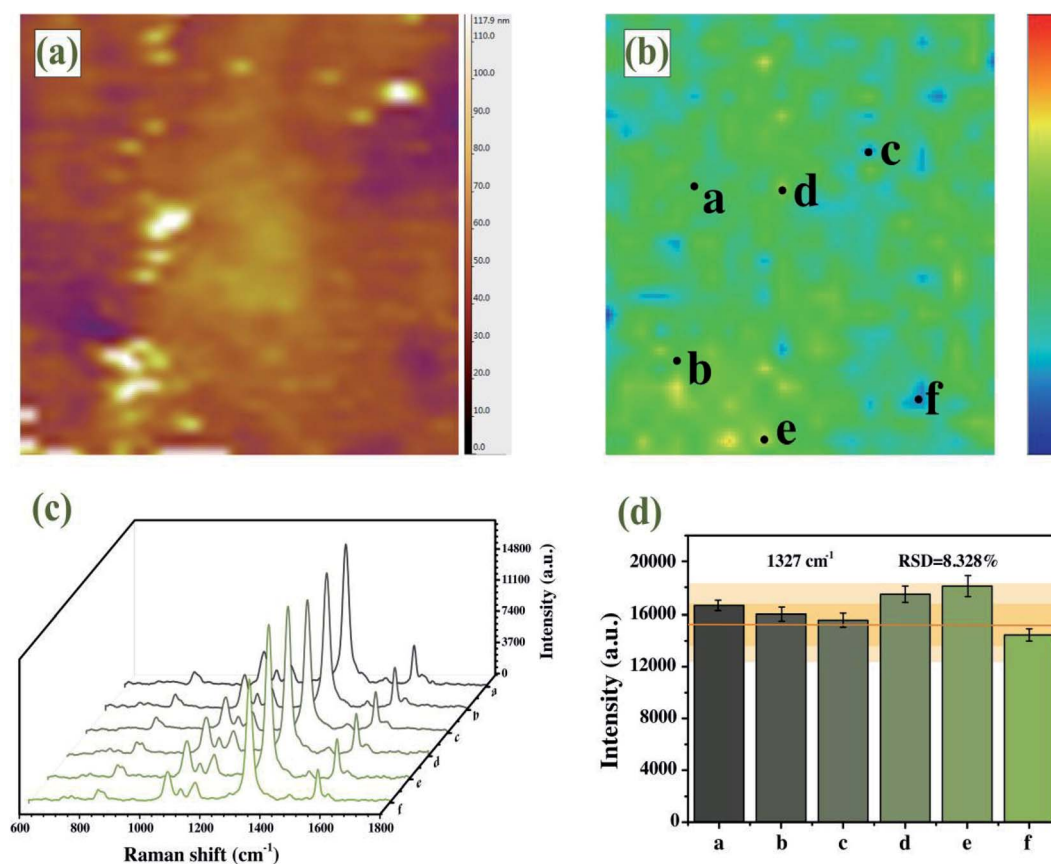 (a)
117.9 nm
110.0
100.0
90.0
80.0
70.0
60.0
50.0
40.0
30.0
20.0
10.0
0.0
(b)
c
a
d
b
f
e
(c)
14800
11100
7400
3700
0
Intensity (a.u.)
a
b
c
d
e
f
600 800 1000 1200 1400 1600 1800
Raman shift (cm-1)
(d)
1327 cm-1 RSD=8.328%
20000
16000
12000
8000
4000
0
Intensity (a.u.)
a b c d e f